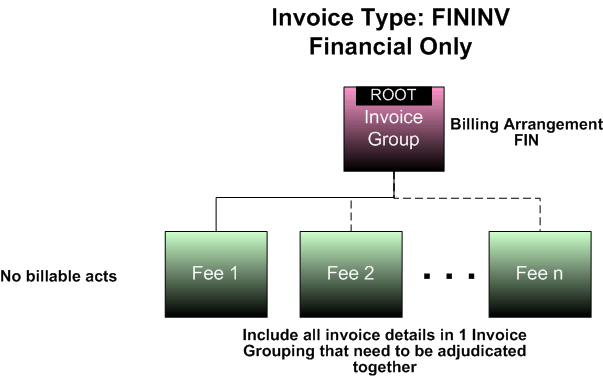 Invoice Type: FININV
Financial Only
ROOT
Invoice
Group
Billing Arrangement
FIN
No billable acts
Fee 1
Fee 2
. . .
Fee n
Include all invoice details in 1 Invoice
Grouping that need to be adjudicated
together